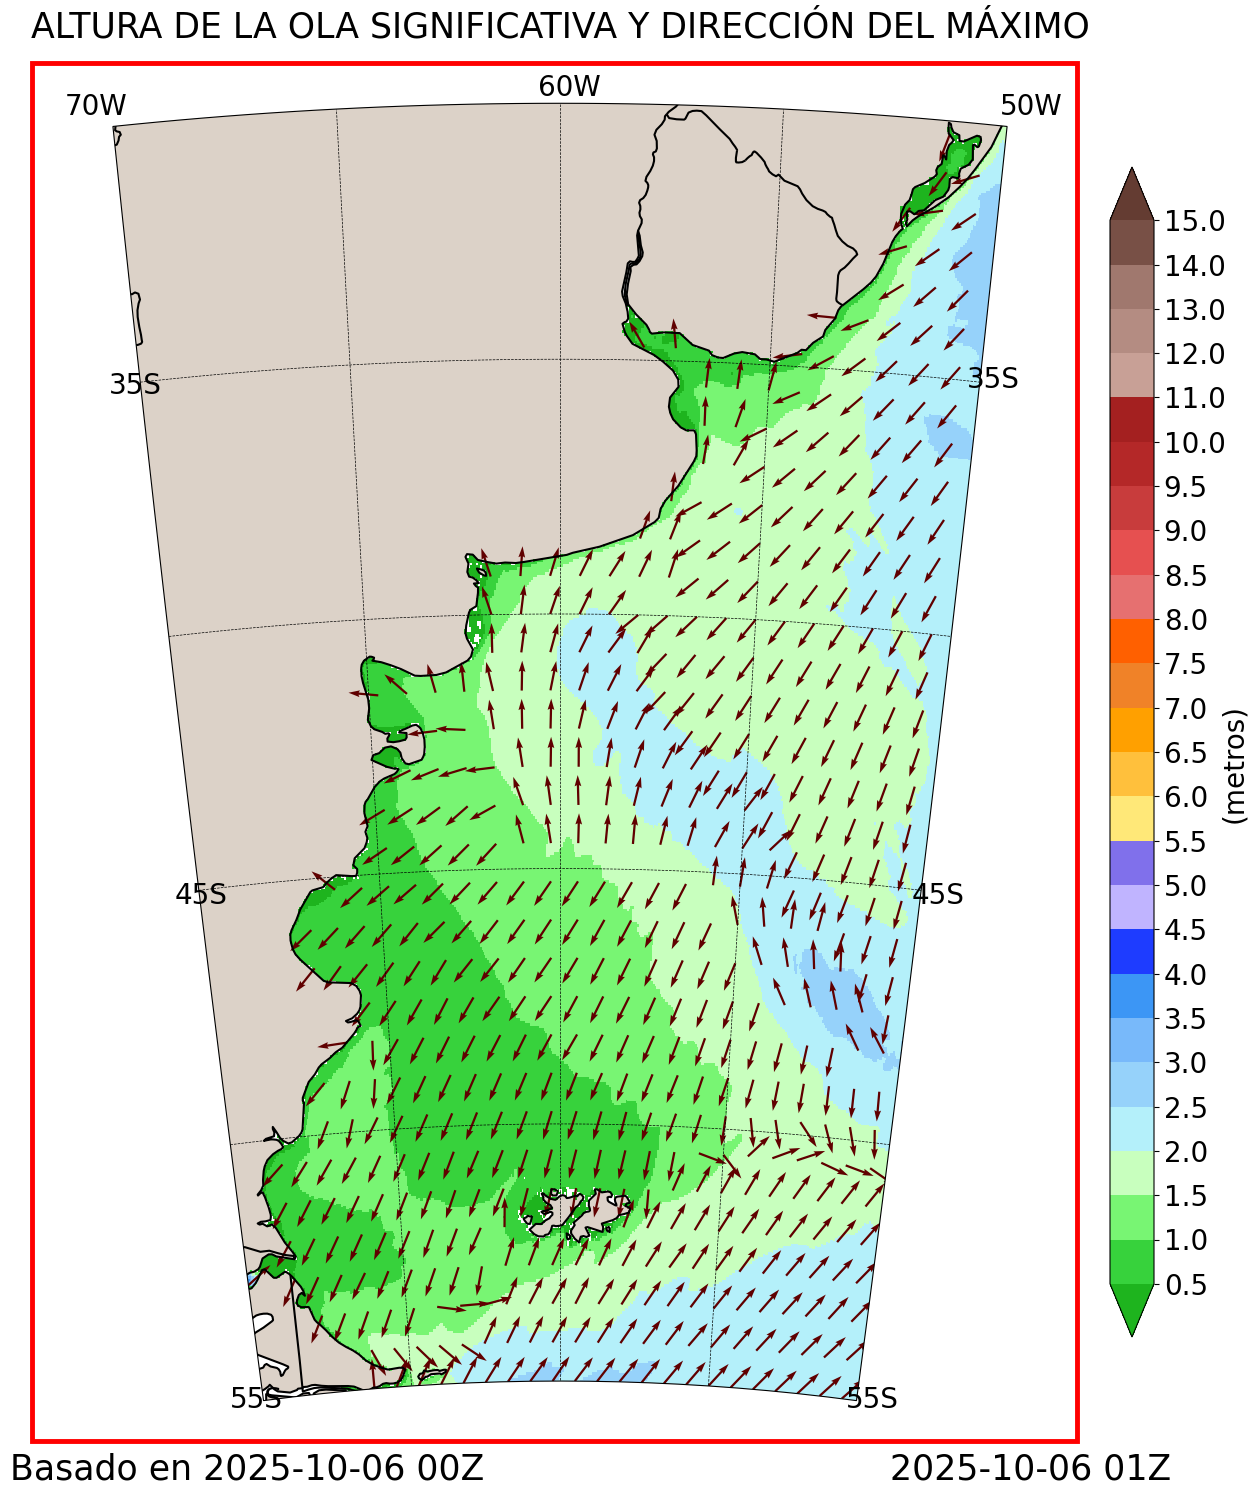 ALTURA DE LA OLA SIGNIFICATIVA Y DIRECCIÓN DEL MÁXIMO
70W
60W
50W
35S
35S
45S
45S
55S
55S
15.0
14.0
13.0
12.0
11.0
10.0
9.5
9.0
8.5
8.0
7.5
7.0
6.5
6.0
5.5
5.0
4.5
4.0
3.5
3.0
2.5
2.0
1.5
1.0
0.5
(metros)
Basado en 2025-10-06 00Z
2025-10-06 01Z